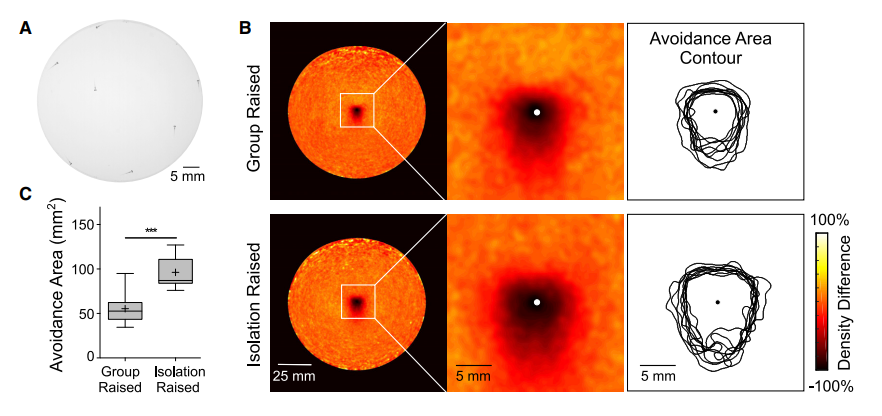 A
5 mm
B
Group Raised
Avoidance Area
Contour
Isolation Raised
25 mm
5 mm
5 mm
100%
Density Difference
-100%
C
Avoidance Area (mm²)
150
100
50
0
***
Group
Raised
Isolation
Raised